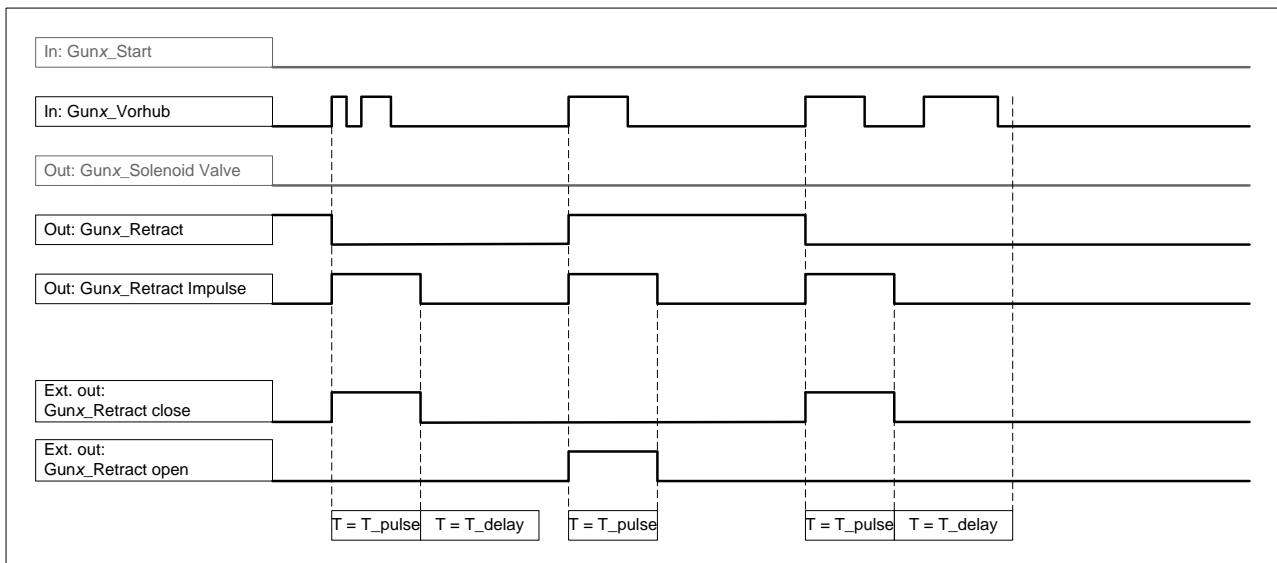 In: Gunx_Start
In: Gunx_Vorhub
Out: Gunx_Solenoid Valve
Out: Gunx_Retract
Out: Gunx_Retract Impulse
Ext. out:
Gunx_Retract close
Ext. out:
Gunx_Retract open
T = T_pulse T = T_delay T = T_pulse T = T_pulse T = T_delay